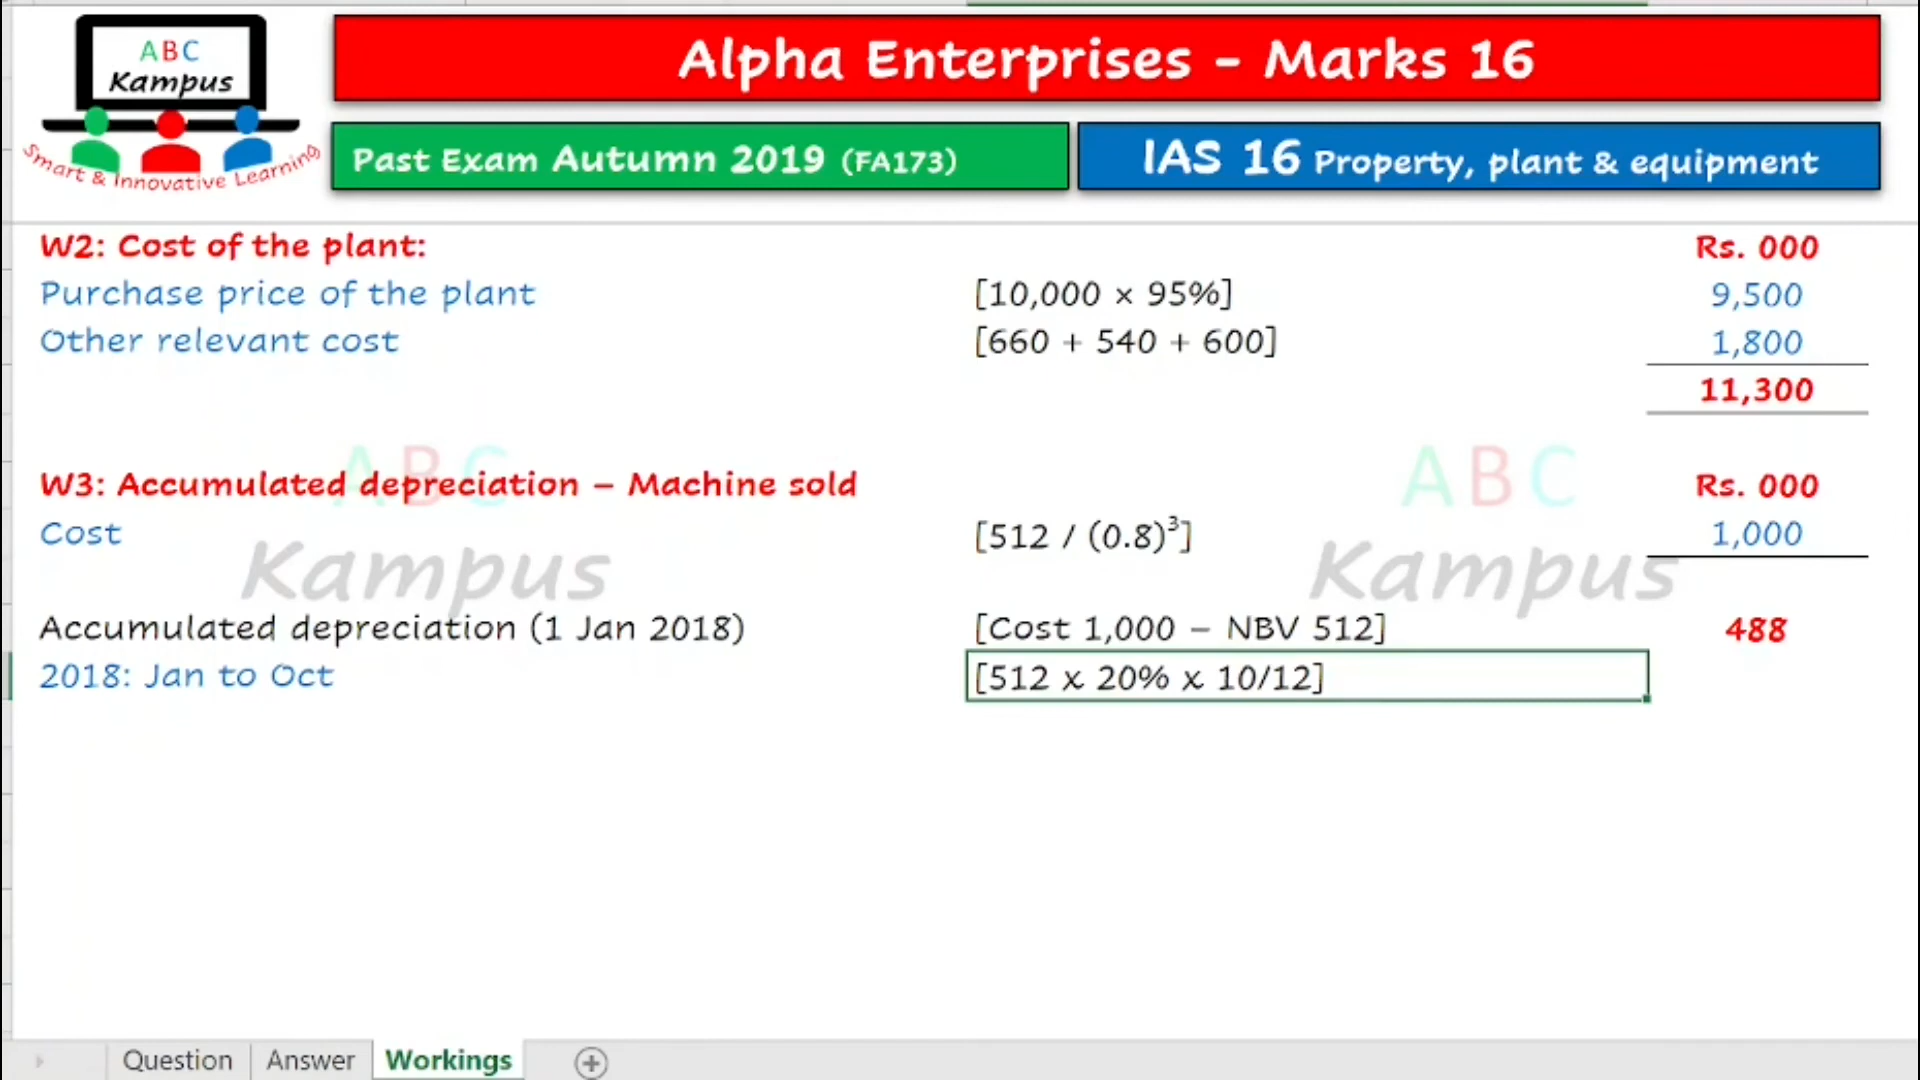 ABC
Kampus
Smart & Innovative Learning
Alpha Enterprises - Marks 16
Past Exam Autumn 2019 (FA173)
IAS 16 Property, plant & equipment
W2: Cost of the plant: Rs. 000
Purchase price of the plant [10,000 × 95%] 9,500
Other relevant cost [660 + 540 + 600] 1,800
11,300
W3: Accumulated depreciation – Machine sold Rs. 000
Cost [512 / (0.8)³] 1,000
ABC
Kampus
ABC
Kampus
Accumulated depreciation (1 Jan 2018) [Cost 1,000 – NBV 512] 488
2018: Jan to Oct [512 x 20% x 10/12]
Question Answer Workings